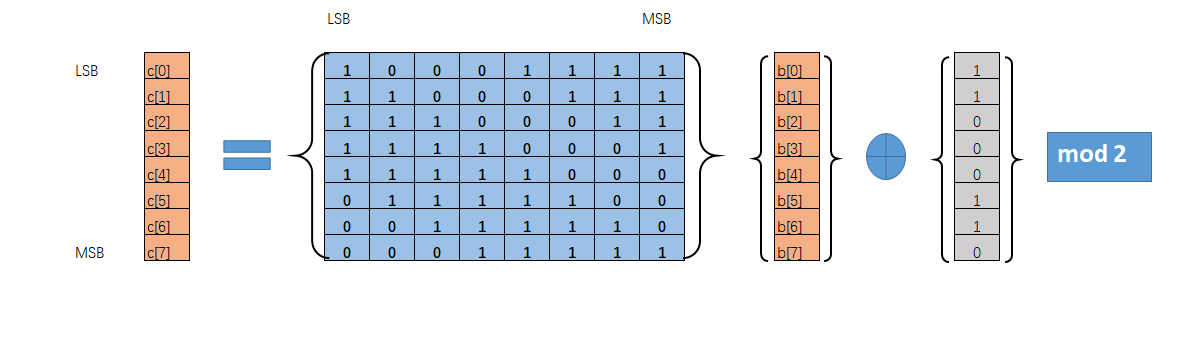 LSB MSB
LSB c[0] 1 0 0 0 1 1 1 1 b[0] 1
c[1] 1 1 0 0 0 1 1 1 b[1] 1
c[2] 1 1 1 0 0 0 1 1 b[2] 0
c[3] 1 1 1 1 0 0 0 1 b[3] 0 mod 2
c[4] 1 1 1 1 1 0 0 0 b[4] 0
c[5] 0 1 1 1 1 1 0 0 b[5] 1
c[6] 0 0 1 1 1 1 1 0 b[6] 1
MSB c[7] 0 0 0 1 1 1 1 1 b[7] 0